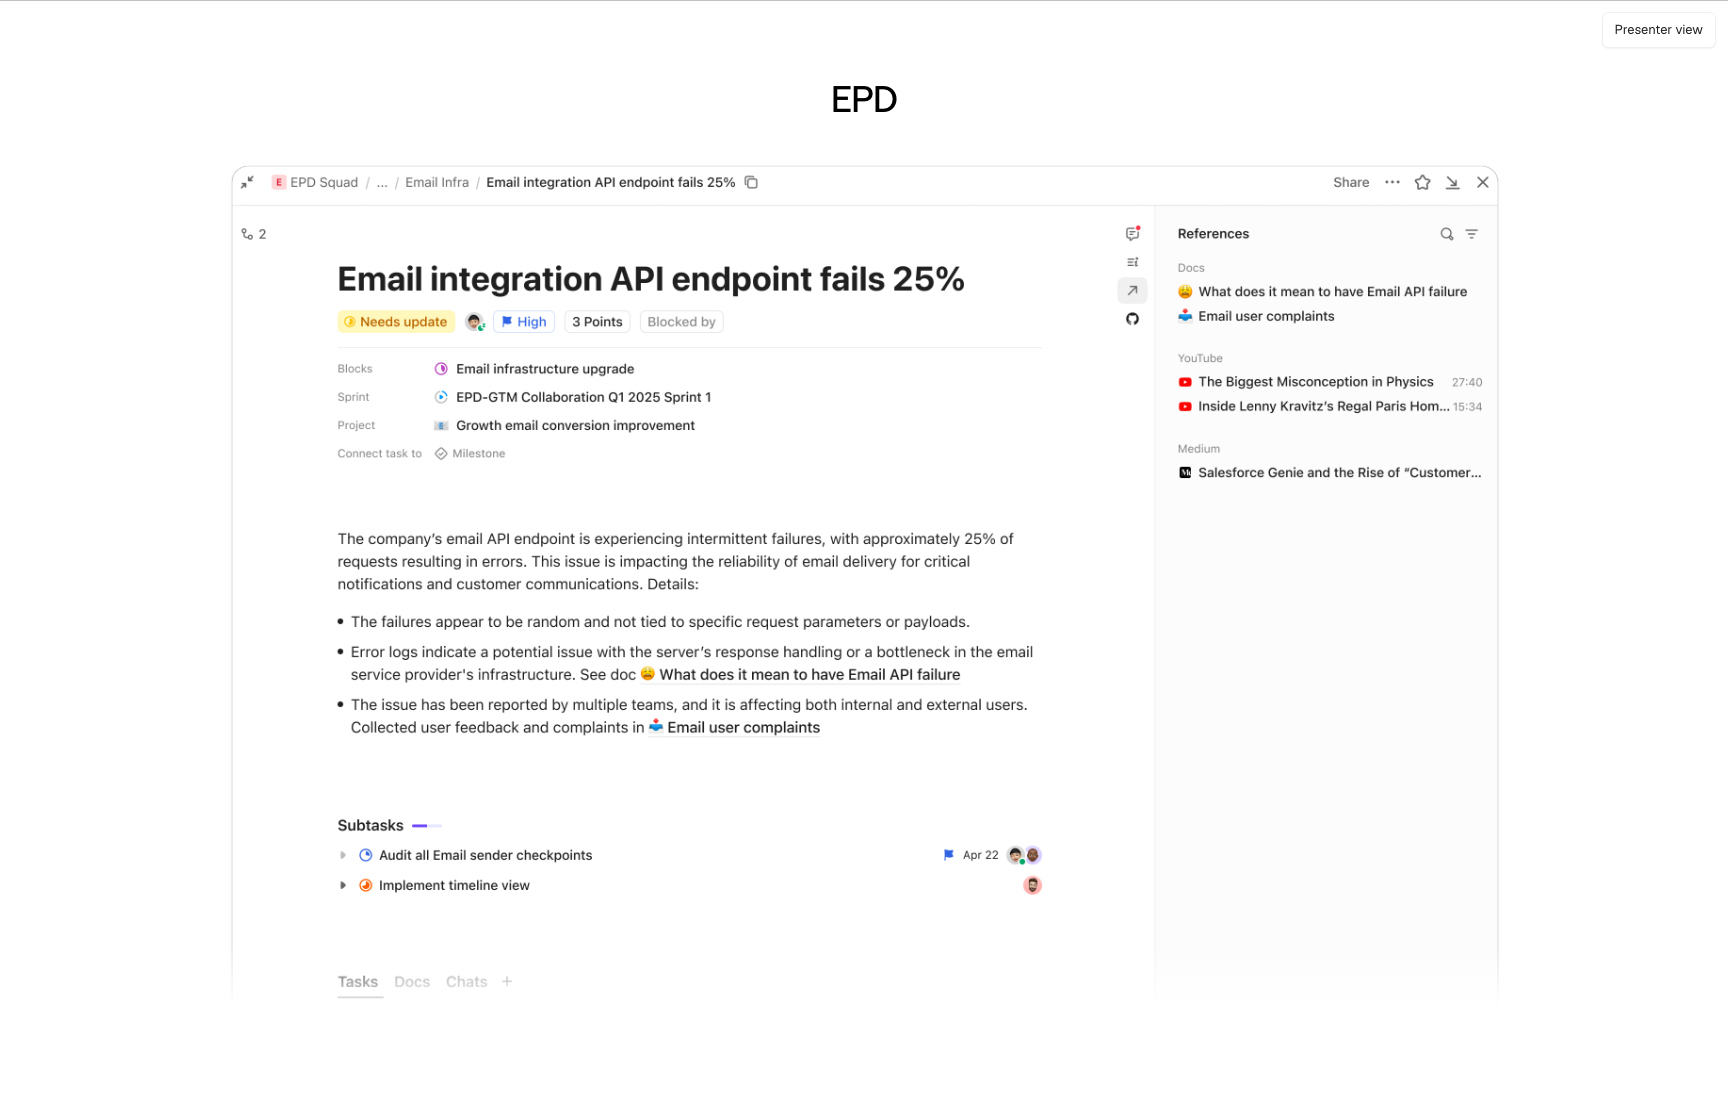 Presenter view
EPD
E EPD Squad / ... / Email Infra / Email integration API endpoint fails 25%
Share
2
Email integration API endpoint fails 25%
Needs update High 3 Points Blocked by
Blocks Email infrastructure upgrade
Sprint EPD-GTM Collaboration Q1 2025 Sprint 1
Project Growth email conversion improvement
Connect task to Milestone
The company’s email API endpoint is experiencing intermittent failures, with approximately 25% of
requests resulting in errors. This issue is impacting the reliability of email delivery for critical
notifications and customer communications. Details:
• The failures appear to be random and not tied to specific request parameters or payloads.
• Error logs indicate a potential issue with the server’s response handling or a bottleneck in the email
service provider's infrastructure. See doc 😩 What does it mean to have Email API failure
• The issue has been reported by multiple teams, and it is affecting both internal and external users.
Collected user feedback and complaints in 📥 Email user complaints
Subtasks
Audit all Email sender checkpoints Apr 22
Implement timeline view
Tasks Docs Chats +
References
Docs
😩 What does it mean to have Email API failure
📥 Email user complaints
YouTube
The Biggest Misconception in Physics 27:40
Inside Lenny Kravitz’s Regal Paris Hom... 15:34
Medium
Salesforce Genie and the Rise of “Customer...